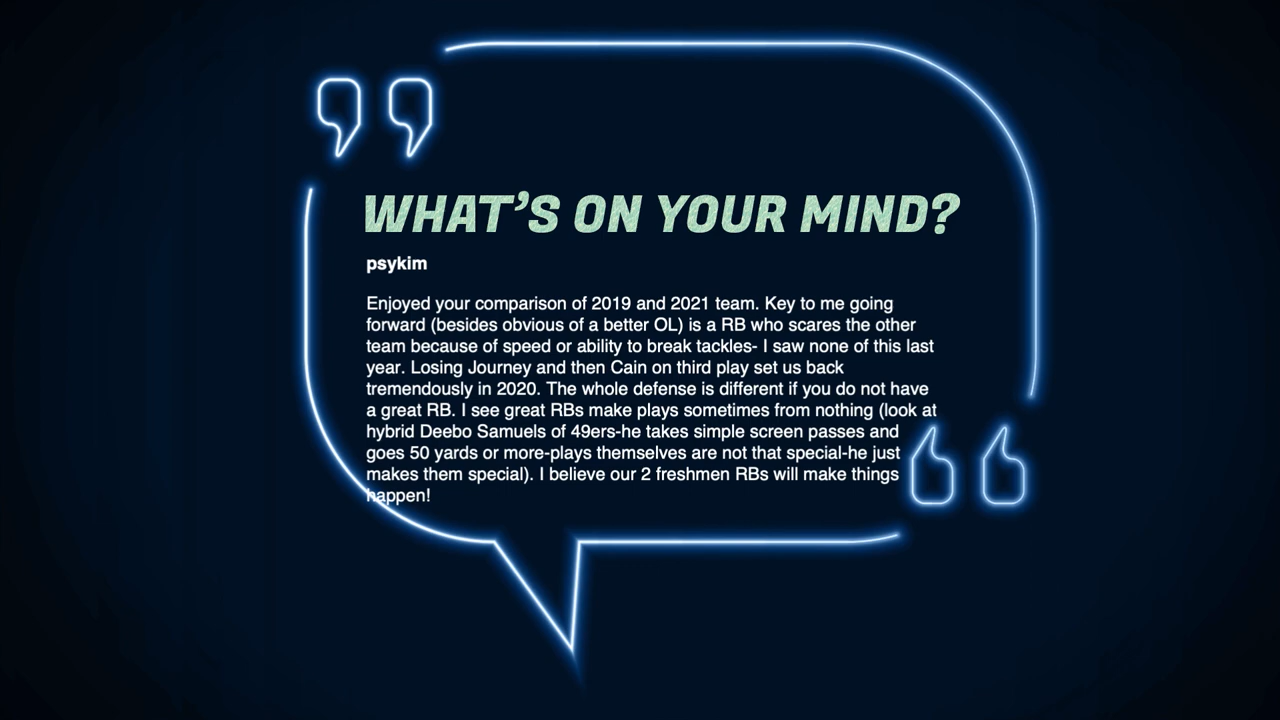 WHAT'S ON YOUR MIND?
psykim
Enjoyed your comparison of 2019 and 2021 team. Key to me going
forward (besides obvious of a better OL) is a RB who scares the other
team because of speed or ability to break tackles- I saw none of this last
year. Losing Journey and then Cain on third play set us back
tremendously in 2020. The whole defense is different if you do not have
a great RB. I see great RBs make plays sometimes from nothing (look at
hybrid Deebo Samuels of 49ers-he takes simple screen passes and
goes 50 yards or more-plays themselves are not that special-he just
makes them special). I believe our 2 freshmen RBs will make things
happen!